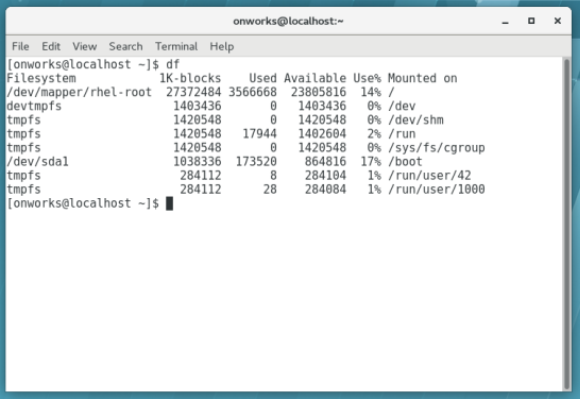 onworks@localhost:~
File Edit View Search Terminal Help
[onworks@localhost ~]$ df
Filesystem 1K-blocks Used Available Use% Mounted on
/dev/mapper/rhel-root 27372484 3566668 23805816 14% /
devtmpfs 1403436 0 1403436 0% /dev
tmpfs 1420548 0 1420548 0% /dev/shm
tmpfs 1420548 17944 1402604 2% /run
tmpfs 1420548 0 1420548 0% /sys/fs/cgroup
/dev/sda1 1038336 173520 864816 17% /boot
tmpfs 284112 8 284104 1% /run/user/42
tmpfs 284112 28 284084 1% /run/user/1000
[onworks@localhost ~]$